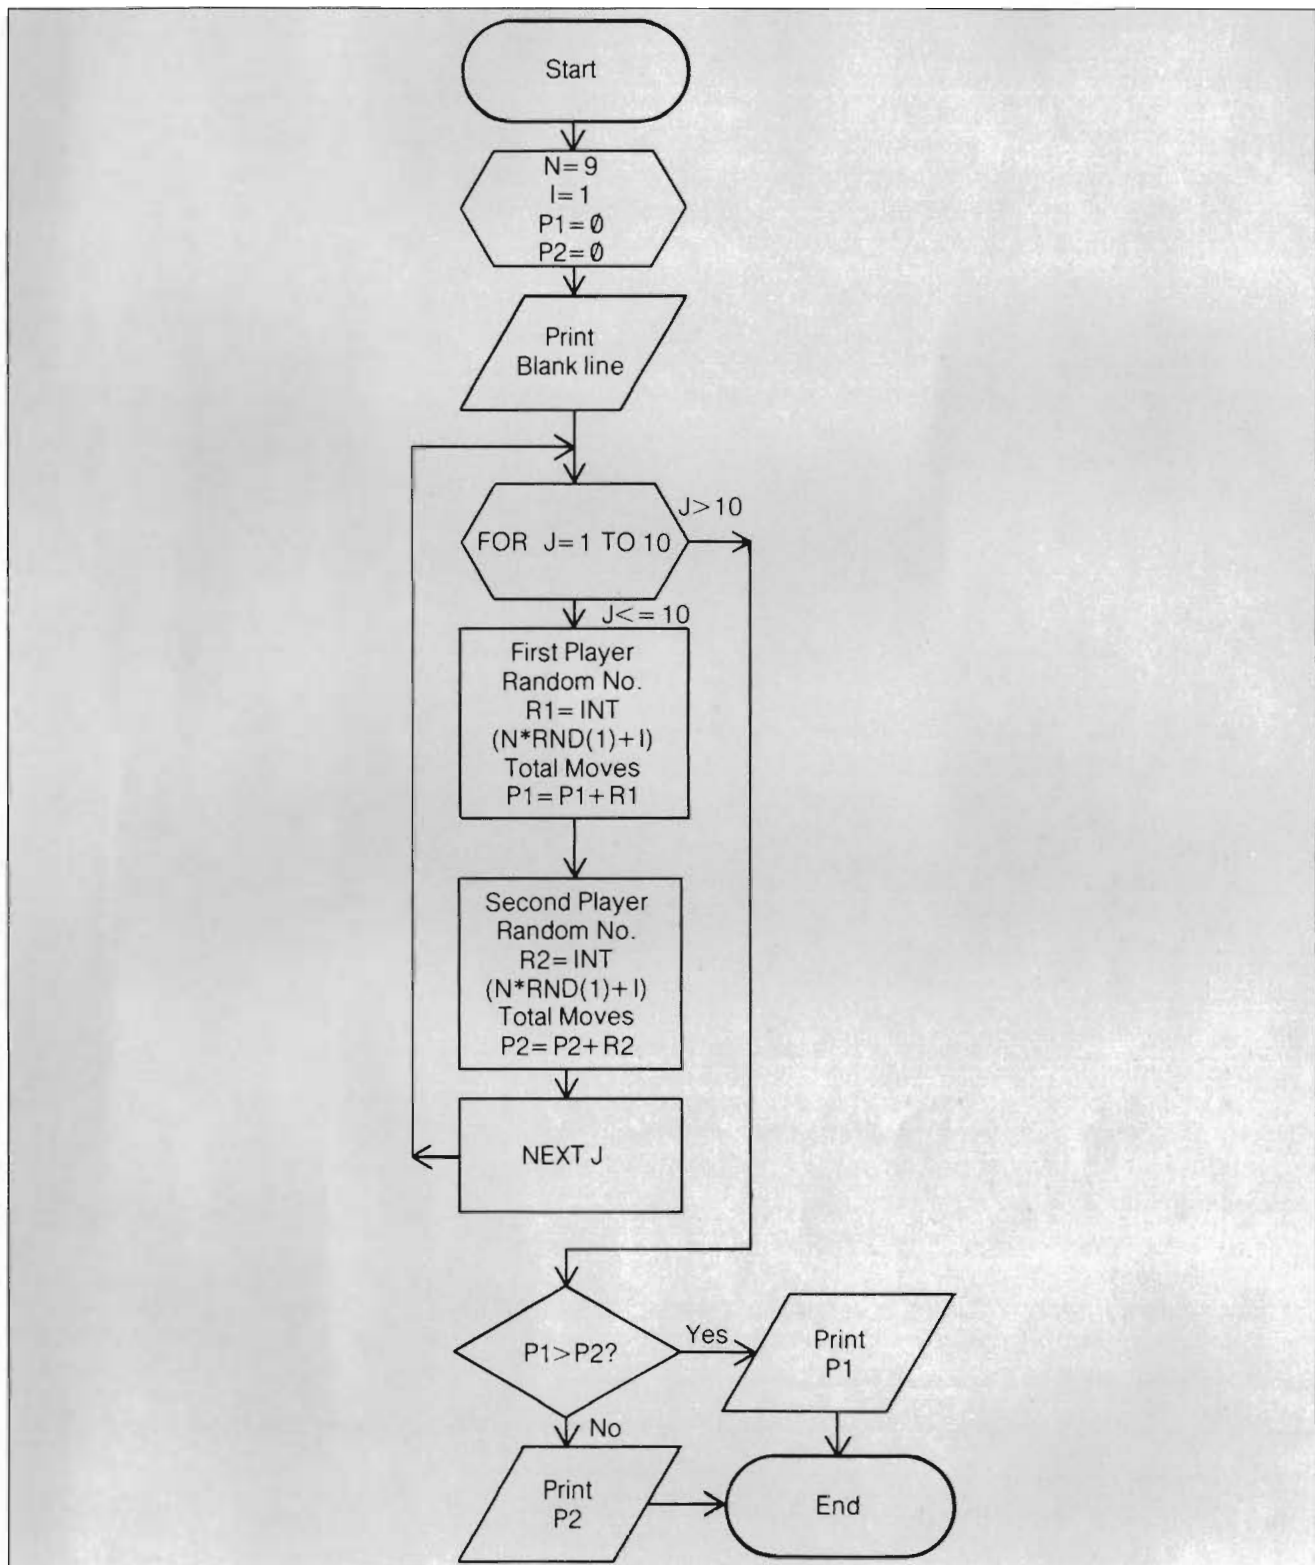 Start
N=9
I=1
P1=Ø
P2=Ø
Print
Blank line
J>10
FOR J=1 TO 10
J<=10
First Player
Random No.
R1=INT
(N*RND(1)+I)
Total Moves
P1=P1+R1
Second Player
Random No.
R2=INT
(N*RND(1)+I)
Total Moves
P2=P2+R2
NEXT J
P1>P2?
Yes
Print
P1
No
Print
P2
End